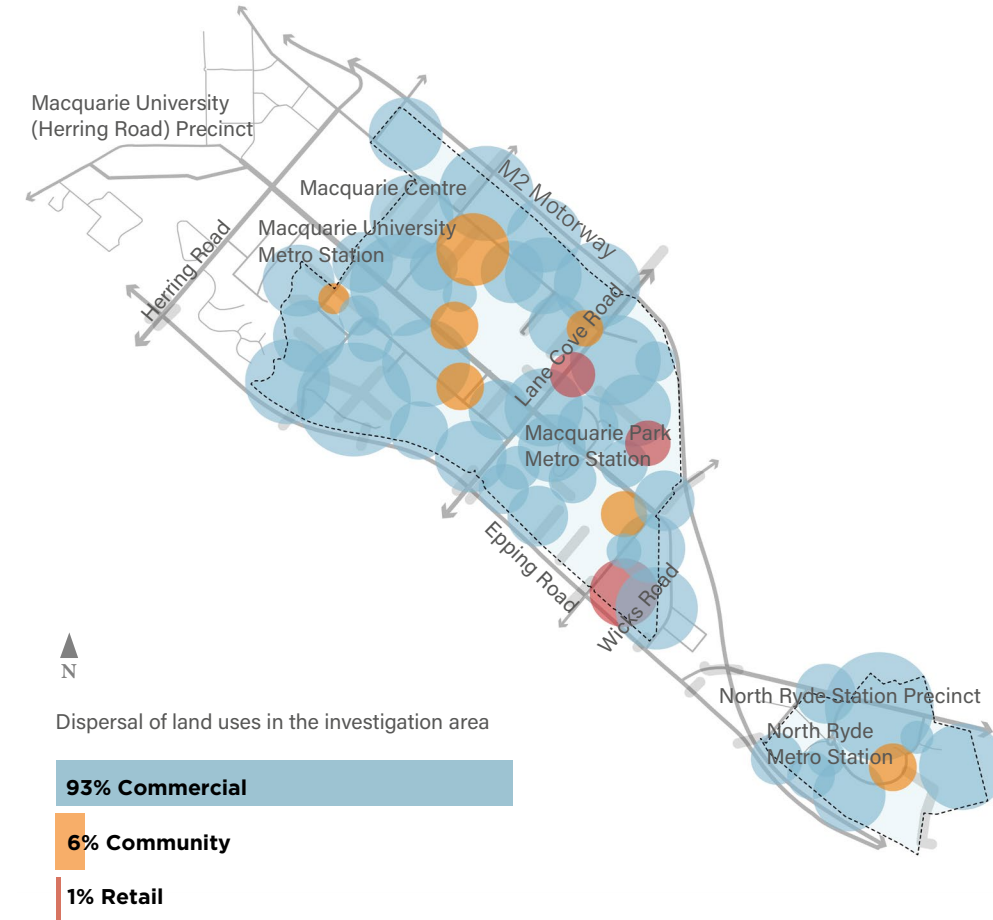 Macquarie University
(Herring Road) Precinct
Macquarie Centre
M2 Motorway
Macquarie University
Metro Station
Herring Road
Lane Cove Road
Macquarie Park
Metro Station
Epping Road
Wicks Road
N
North Ryde Station Precinct
North Ryde
Metro Station
Dispersal of land uses in the investigation area
93% Commercial
6% Community
1% Retail